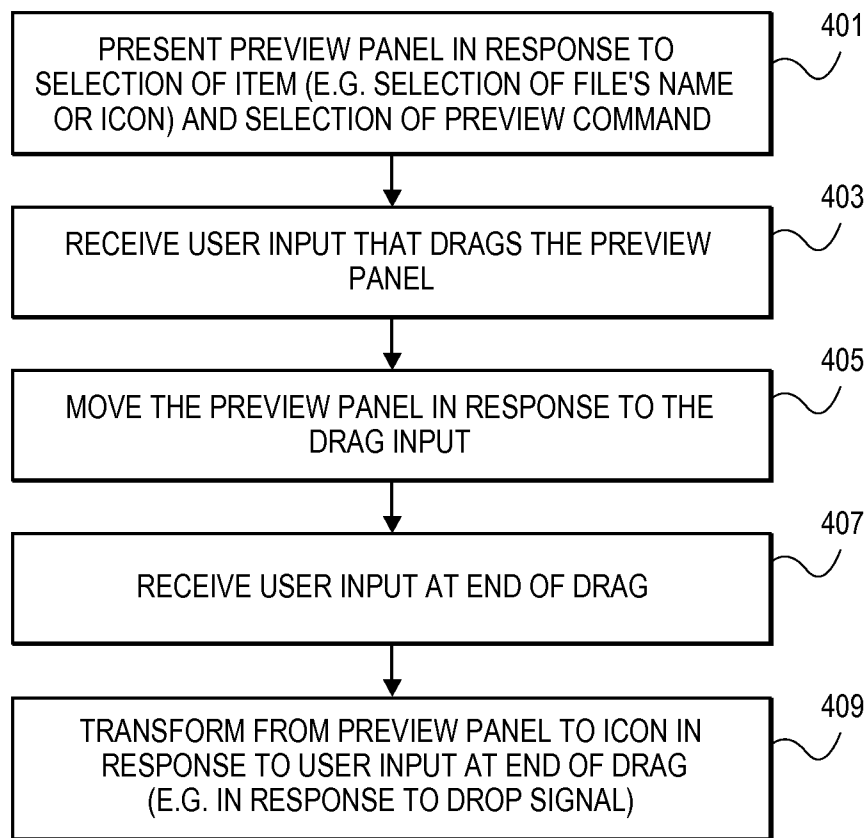 PRESENT PREVIEW PANEL IN RESPONSE TO
SELECTION OF ITEM (E.G. SELECTION OF FILE'S NAME
OR ICON) AND SELECTION OF PREVIEW COMMAND
401
RECEIVE USER INPUT THAT DRAGS THE PREVIEW
PANEL
403
MOVE THE PREVIEW PANEL IN RESPONSE TO THE
DRAG INPUT
405
RECEIVE USER INPUT AT END OF DRAG
407
TRANSFORM FROM PREVIEW PANEL TO ICON IN
RESPONSE TO USER INPUT AT END OF DRAG
(E.G. IN RESPONSE TO DROP SIGNAL)
409